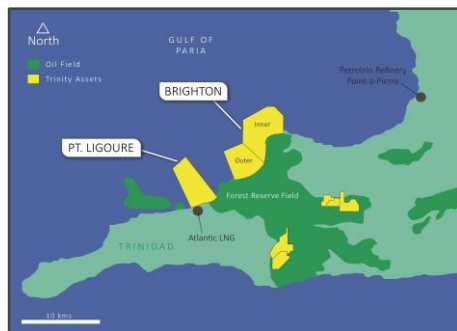 North
GULF OF
PARIA
Oil Field
Trinity Assets
Petrotrin Refinery
Point-a-Pierre
BRIGHTON
Inner
PT. LIGOURE
Outer
Forest Reserve Field
Atlantic LNG
TRINIDAD
10 kms